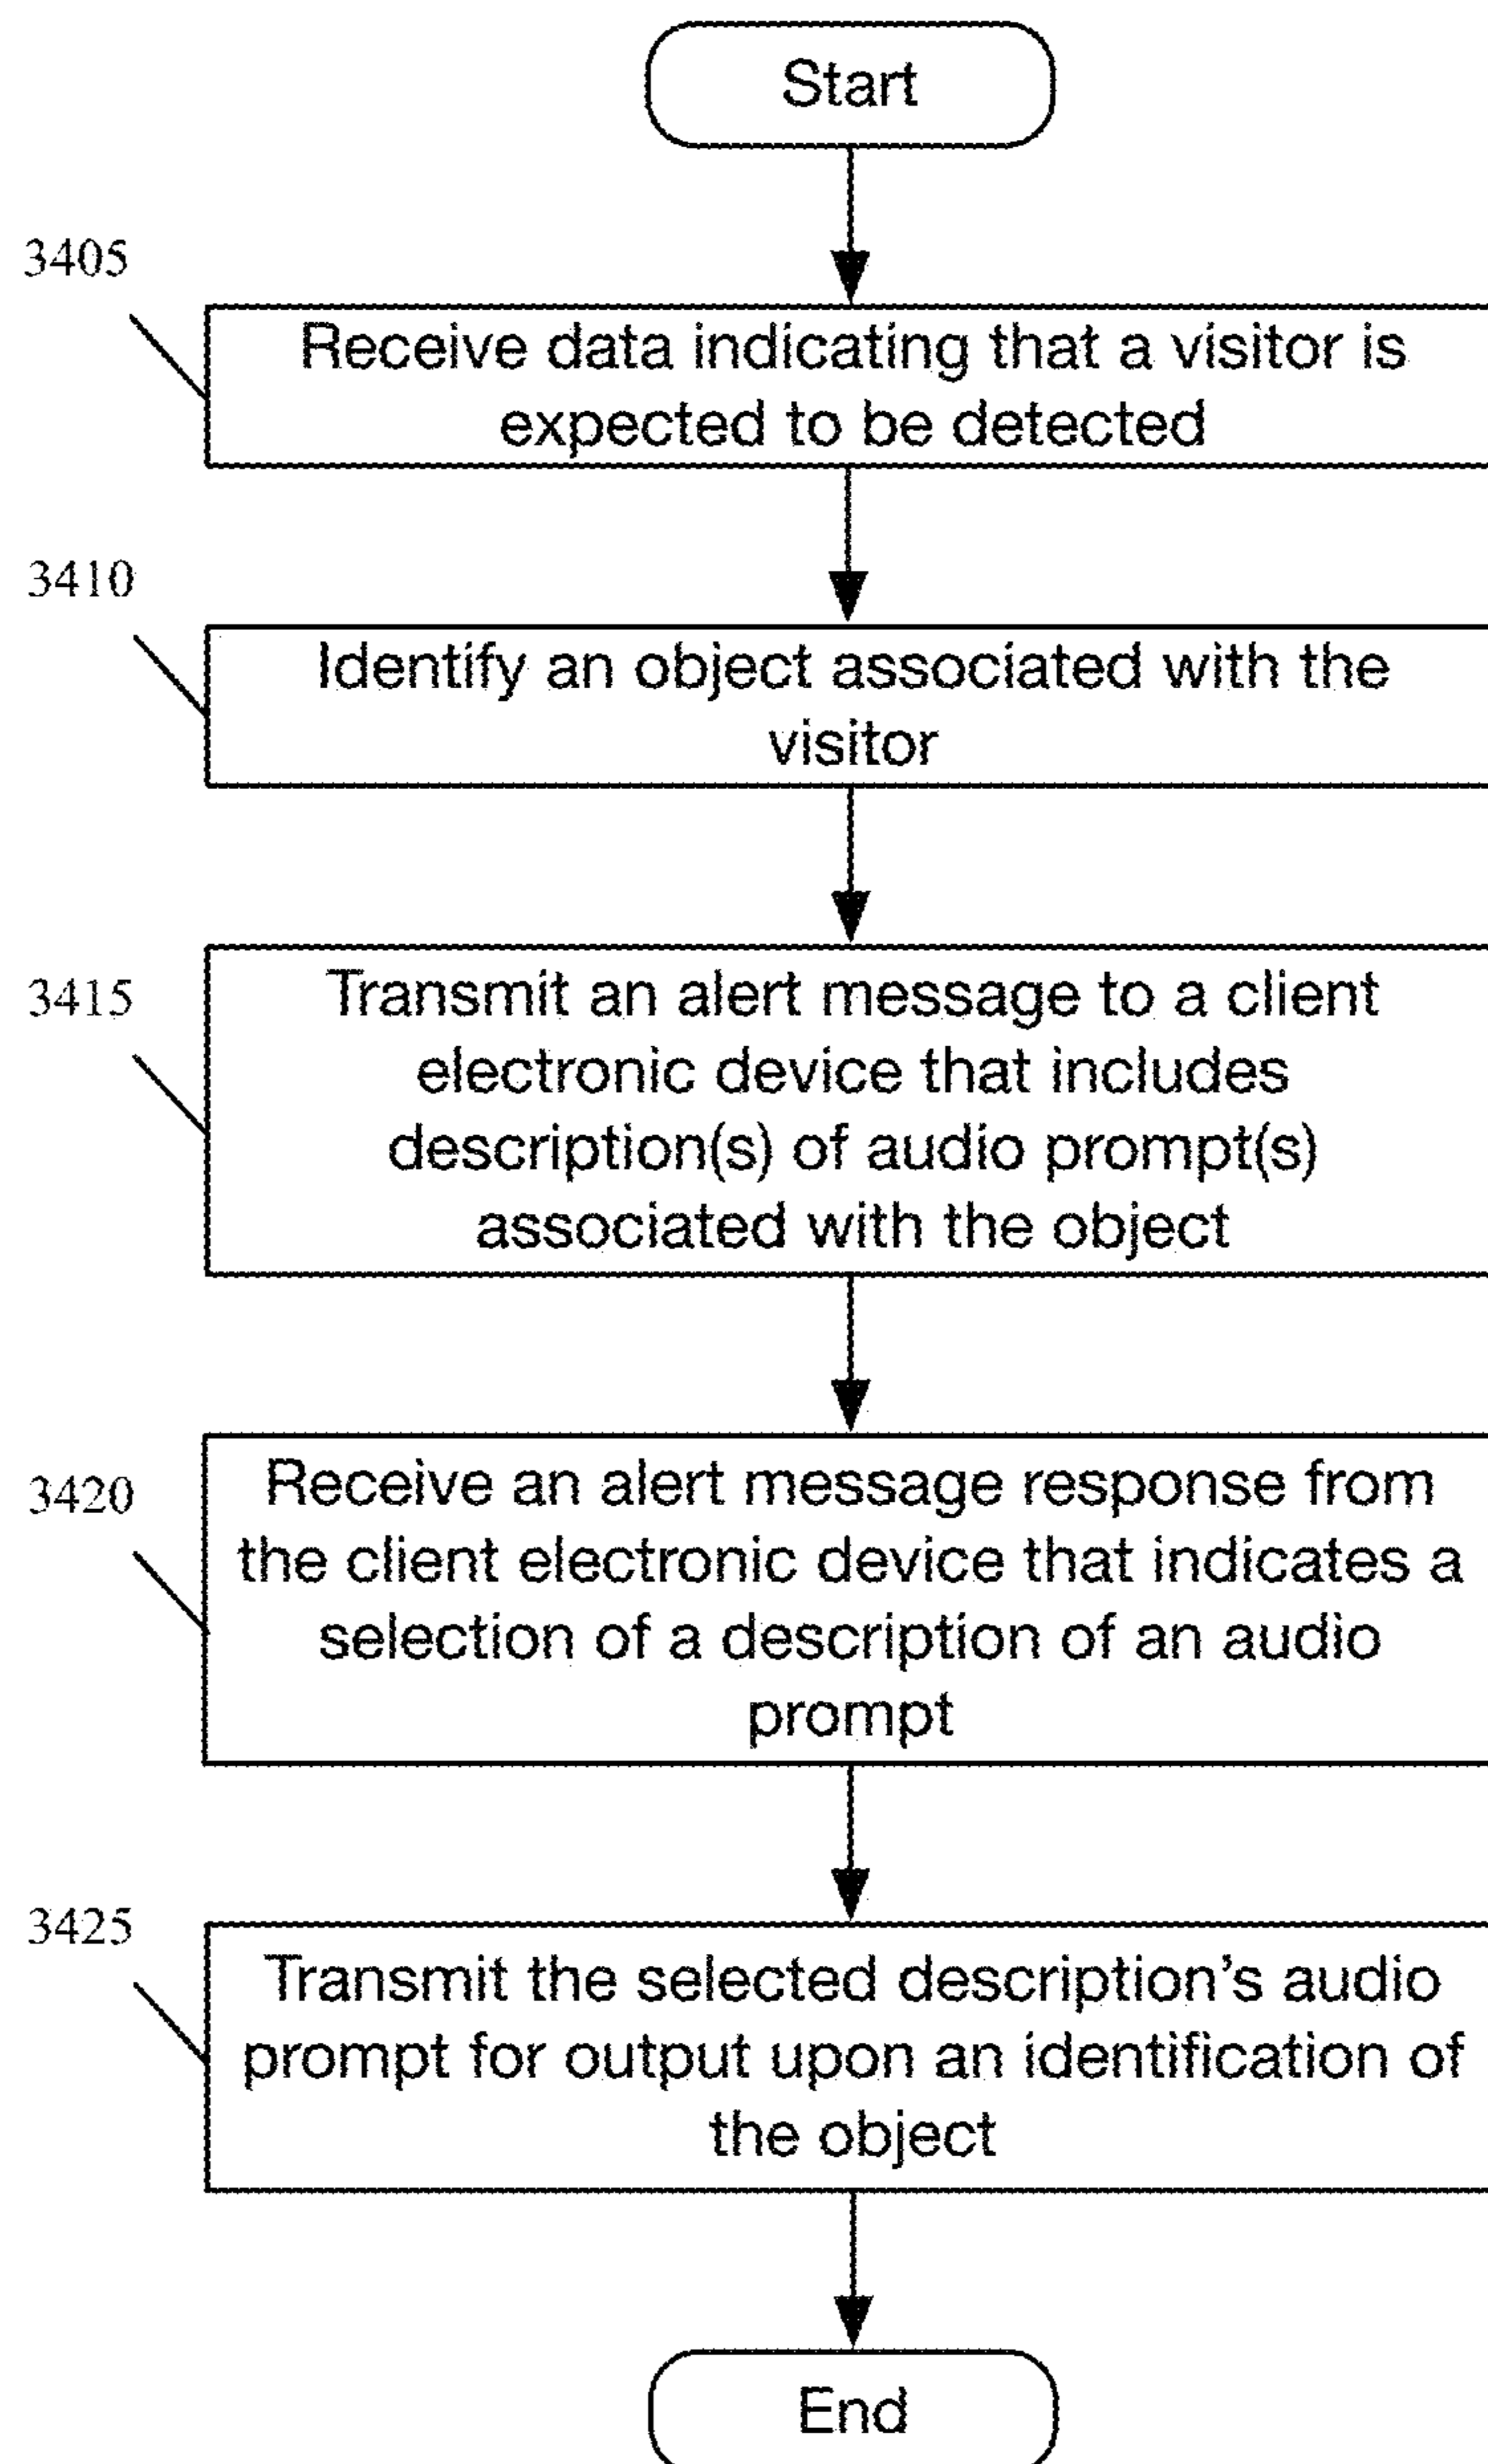 Start
3405
Receive data indicating that a visitor is
expected to be detected
3410
Identify an object associated with the
visitor
3415
Transmit an alert message to a client
electronic device that includes
description(s) of audio prompt(s)
associated with the object
3420
Receive an alert message response from
the client electronic device that indicates a
selection of a description of an audio
prompt
3425
Transmit the selected description's audio
prompt for output upon an identification of
the object
End